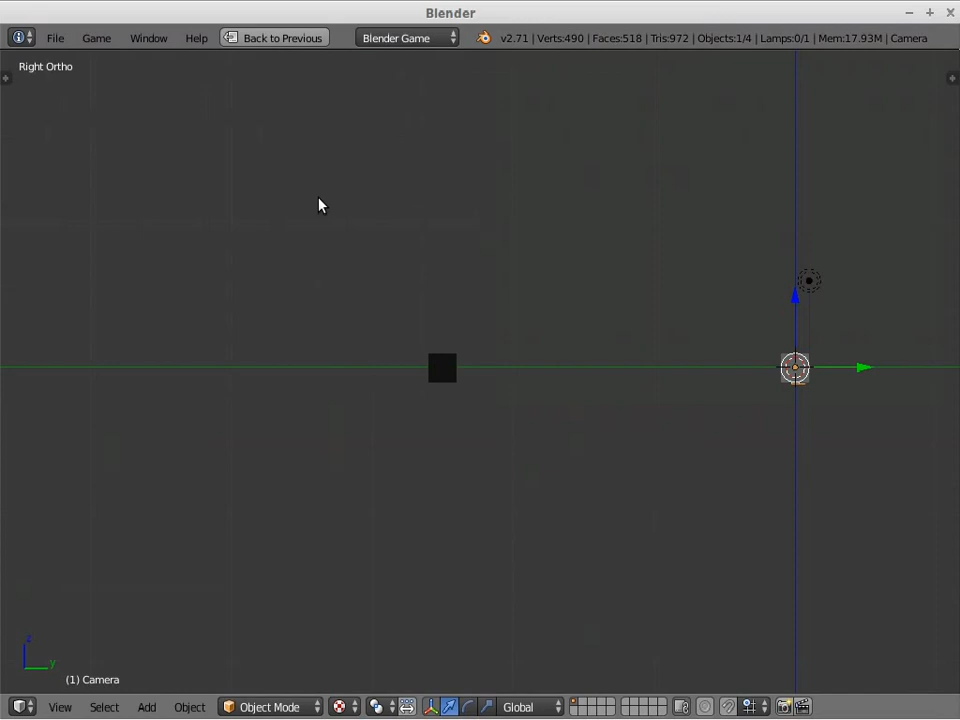 Blender
File Game Window Help Back to Previous Blender Game v2.71 | Verts:490 | Faces:518 | Tris:972 | Objects:1/4 | Lamps:0/1 | Mem:17.93M | Camera
Right Ortho
z
y
(1) Camera
View Select Add Object Object Mode Global